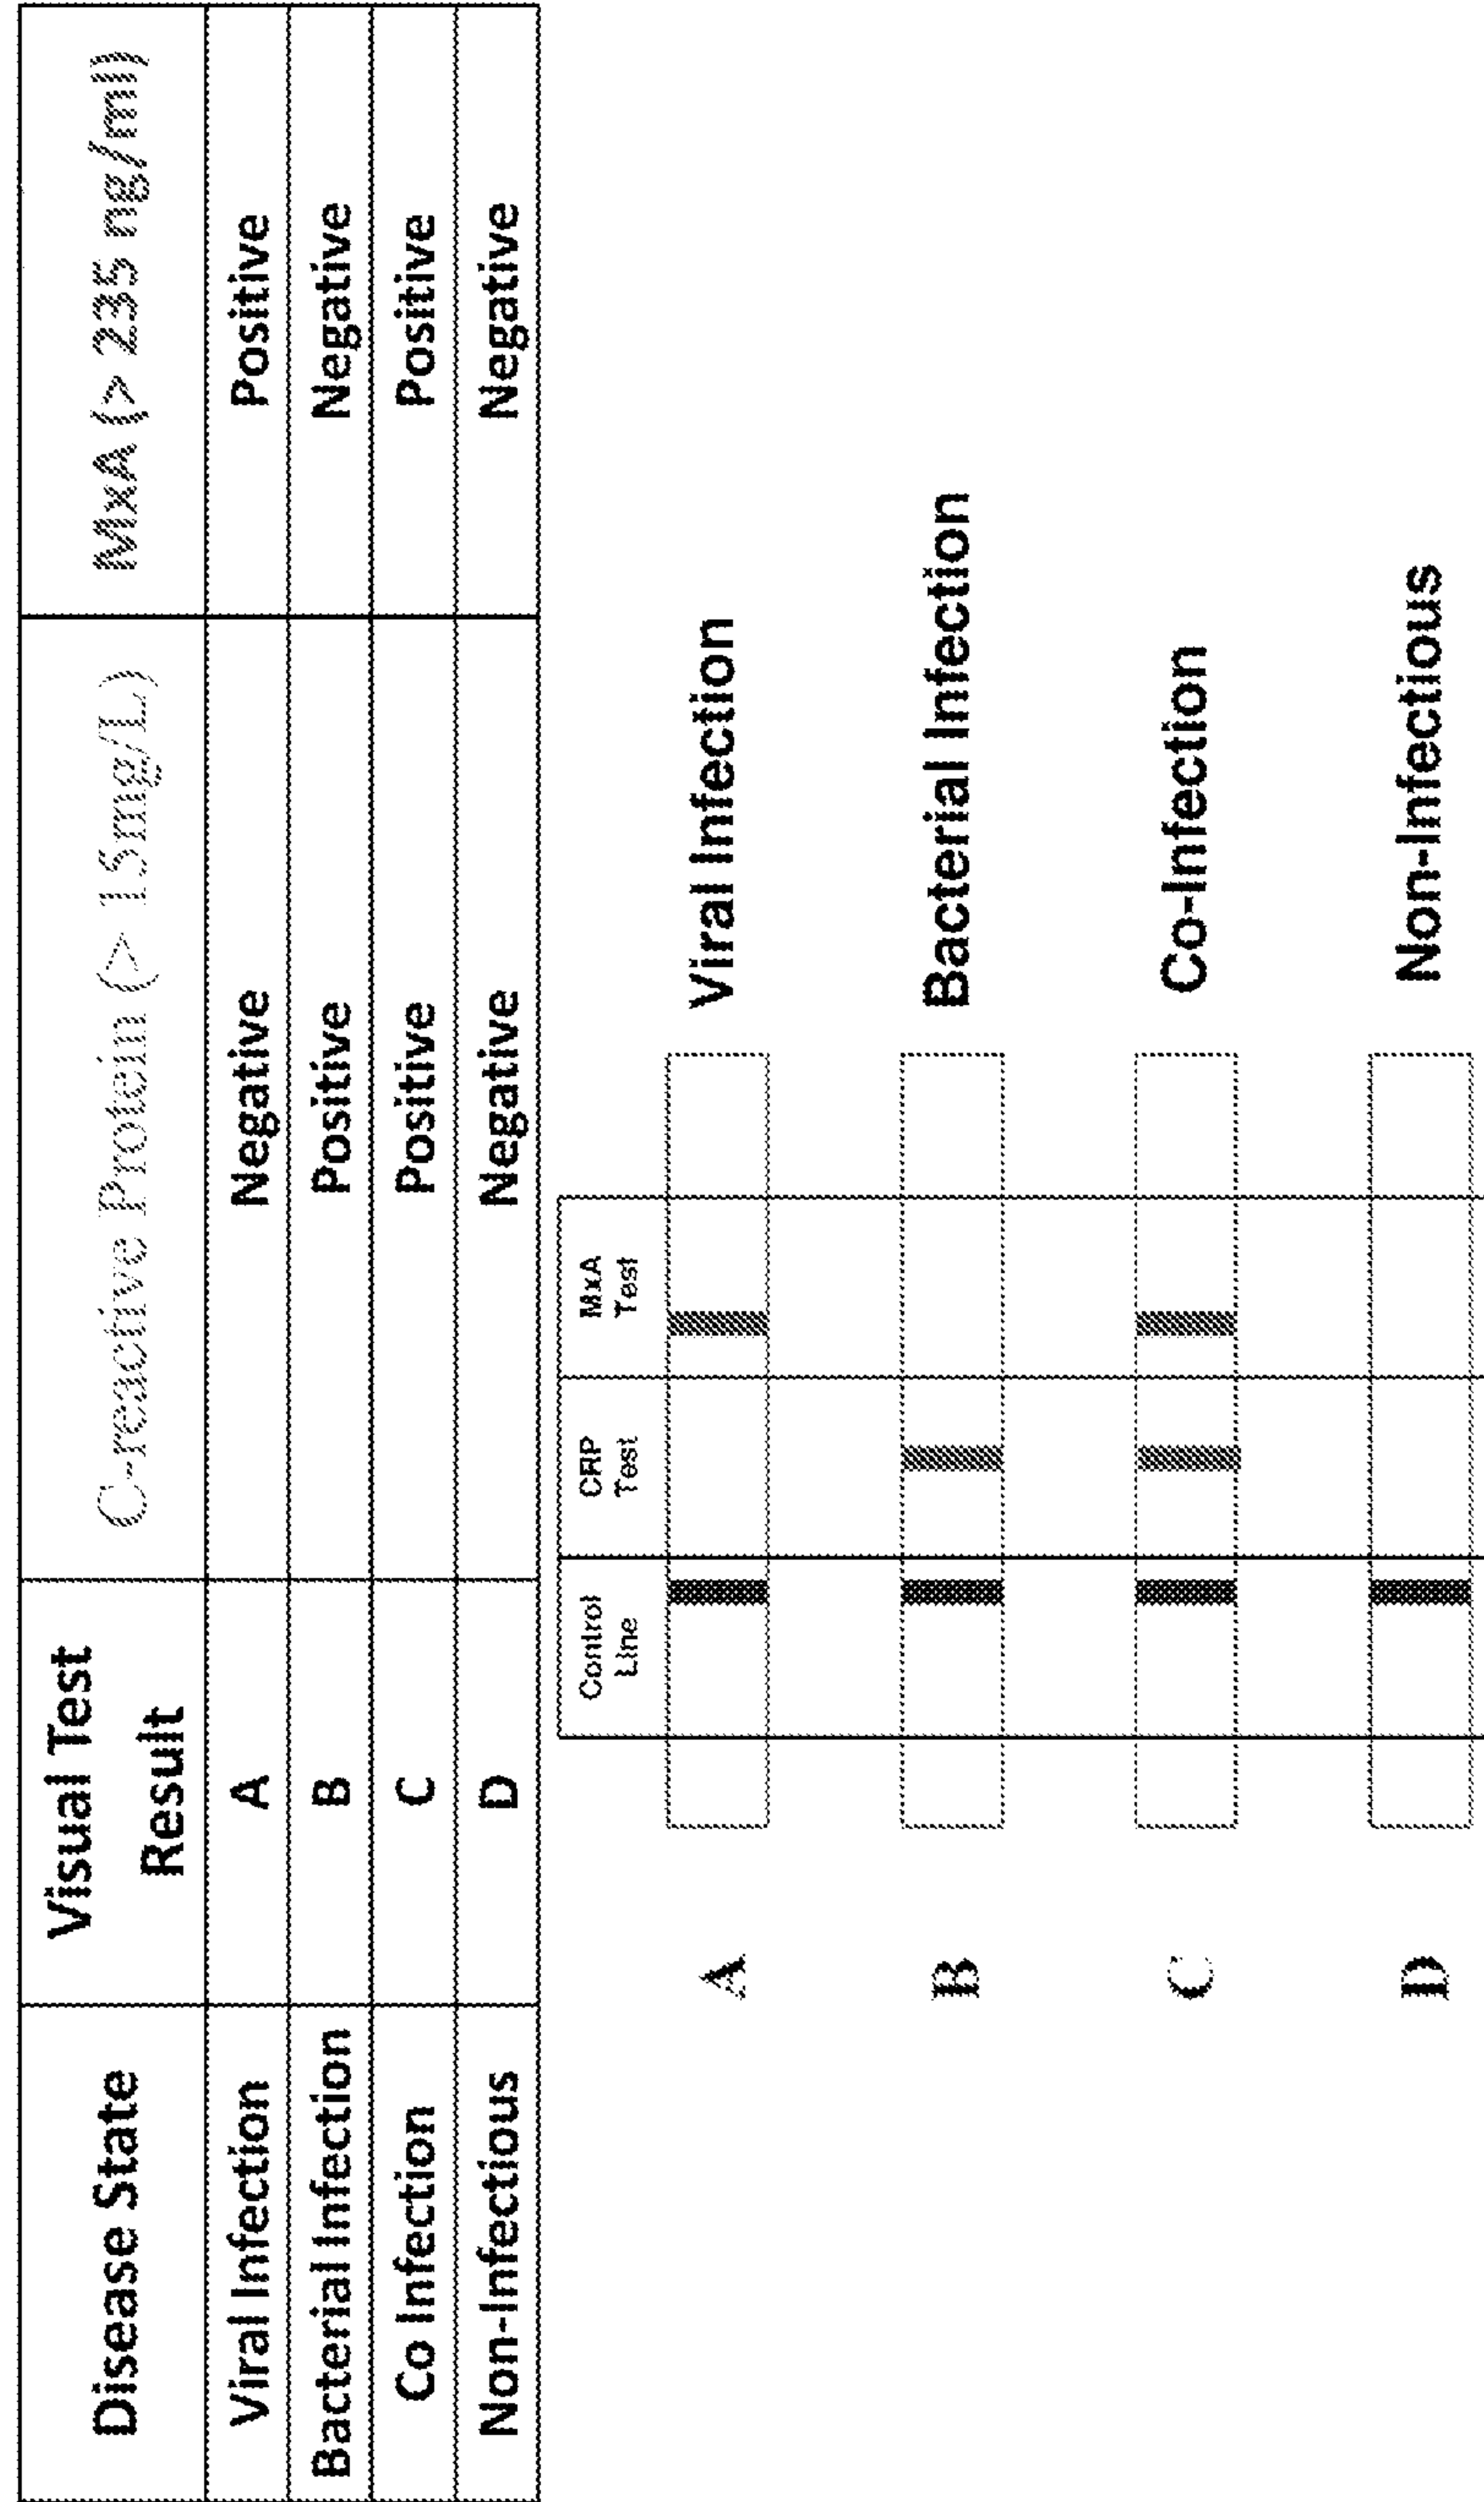 Disease State
Visual Test
Result
C-reactive Protein (> 15mg/L)
MxA (> 235 ng/ml)
Viral Infection
A
Negative
Positive
Bacterial Infection
B
Positive
Negative
Co Infection
C
Positive
Positive
Non-Infectious
D
Negative
Negative
Control
Line
CRP
Test
MxA
Test
A
Viral Infection
B
Bacterial Infection
C
Co-Infection
D
Non-Infectious